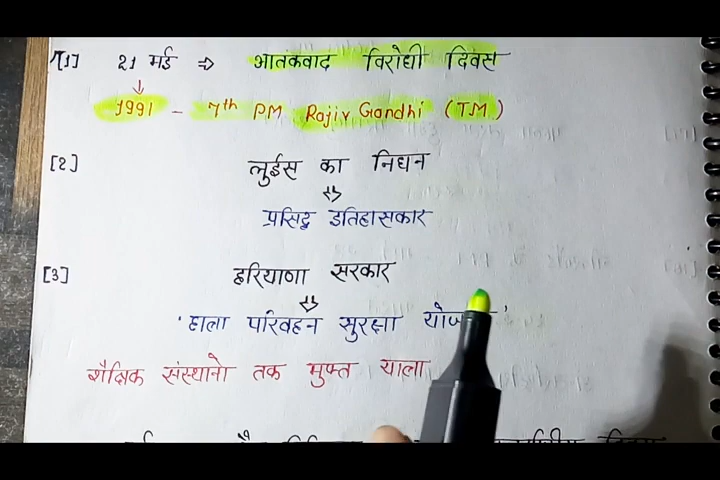 [1] 21 मई ⇒ आतंकवाद विरोधी दिवस
1991 - 7th PM Rajiv Gandhi (TM)
[2] लुईस का निधन
प्रसिद्ध इतिहासकार
[3] हरियाणा सरकार
'हाला परिवहन सुरक्षा
शैक्षिक संस्थानो तक मुफ्त याला